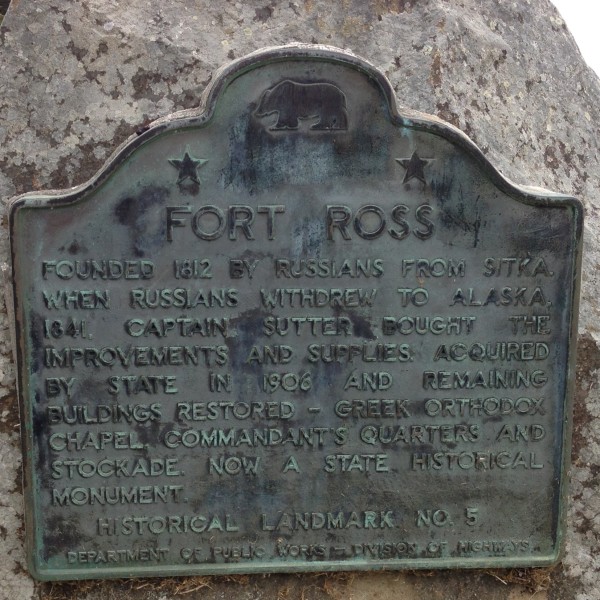 FORT ROSS
FOUNDED 1812 BY RUSSIANS FROM SITKA.
WHEN RUSSIANS WITHDREW TO ALASKA,
1841, CAPTAIN SUTTER BOUGHT THE
IMPROVEMENTS AND SUPPLIES. ACQUIRED
BY STATE IN 1906 AND REMAINING
BUILDINGS RESTORED - GREEK ORTHODOX
CHAPEL, COMMANDANT'S QUARTERS AND
STOCKADE. NOW A STATE HISTORICAL
MONUMENT.
HISTORICAL LANDMARK NO. 5
DEPARTMENT OF PUBLIC WORKS - DIVISION OF HIGHWAYS